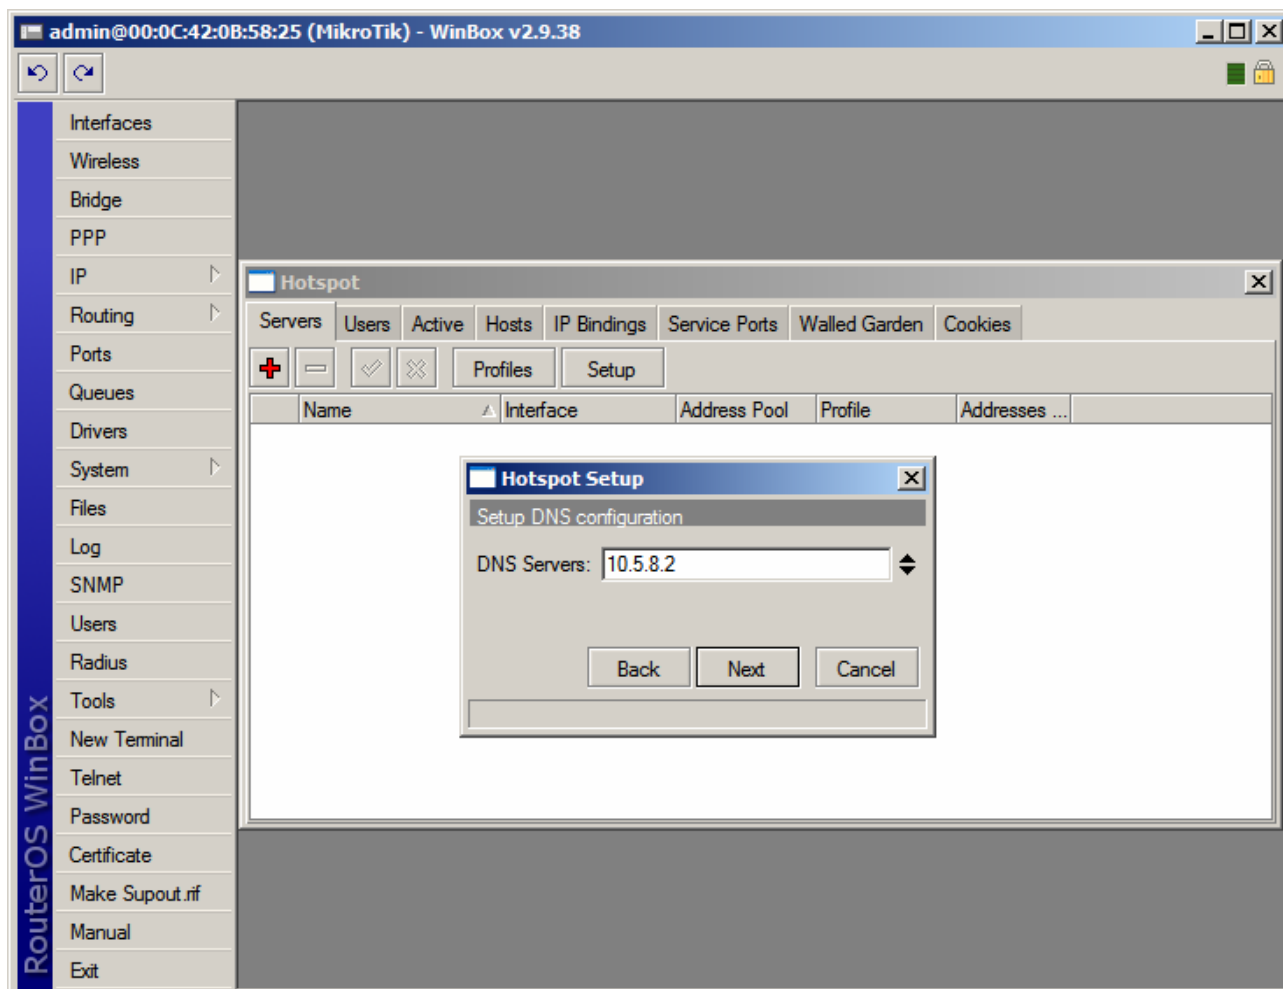 admin@00:0C:42:0B:58:25 (MikroTik) - WinBox v2.9.38
Interfaces
Wireless
Bridge
PPP
IP
Routing
Ports
Queues
Drivers
System
Files
Log
SNMP
Users
Radius
Tools
New Terminal
Telnet
Password
Certificate
Make Supout.rif
Manual
Exit
RouterOS WinBox
Hotspot
Servers Users Active Hosts IP Bindings Service Ports Walled Garden Cookies
Profiles Setup
Name Interface Address Pool Profile Addresses ...
Hotspot Setup
Setup DNS configuration
DNS Servers: 10.5.8.2
Back Next Cancel